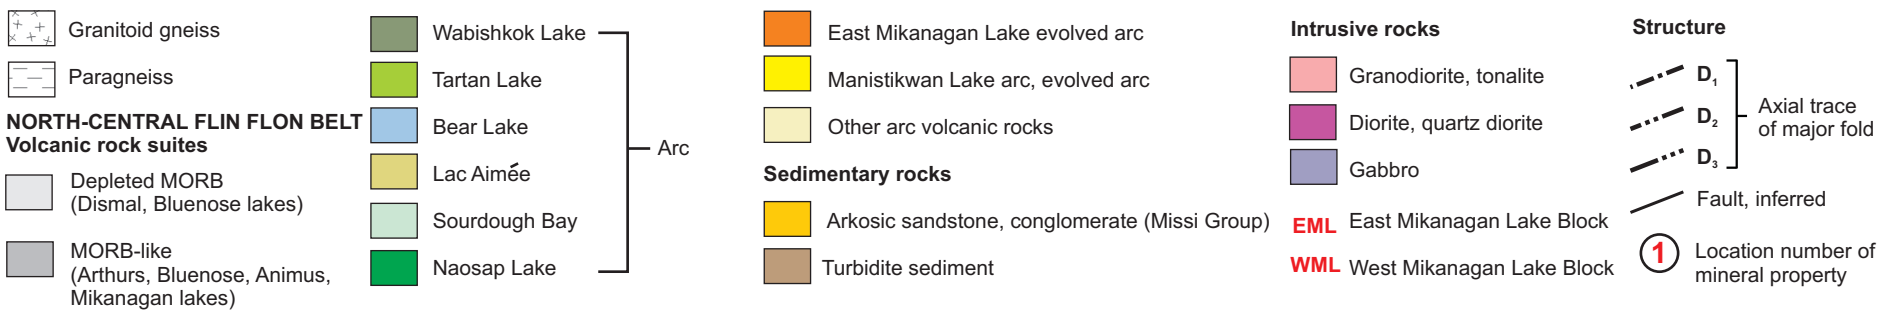 Granitoid gneiss
Paragneiss
NORTH-CENTRAL FLIN FLON BELT
Volcanic rock suites
Depleted MORB
(Dismal, Bluenose lakes)
MORB-like
(Arthurs, Bluenose, Animus,
Mikanagan lakes)
Wabishkok Lake
Tartan Lake
Bear Lake
Lac Aimée
Sourdough Bay
Naosap Lake
Arc
East Mikanagan Lake evolved arc
Manistikwan Lake arc, evolved arc
Other arc volcanic rocks
Sedimentary rocks
Arkosic sandstone, conglomerate (Missi Group)
Turbidite sediment
Intrusive rocks
Granodiorite, tonalite
Diorite, quartz diorite
Gabbro
EML East Mikanagan Lake Block
WML West Mikanagan Lake Block
Structure
D₁
D₂
D₃
Axial trace
of major fold
Fault, inferred
1 Location number of
mineral property